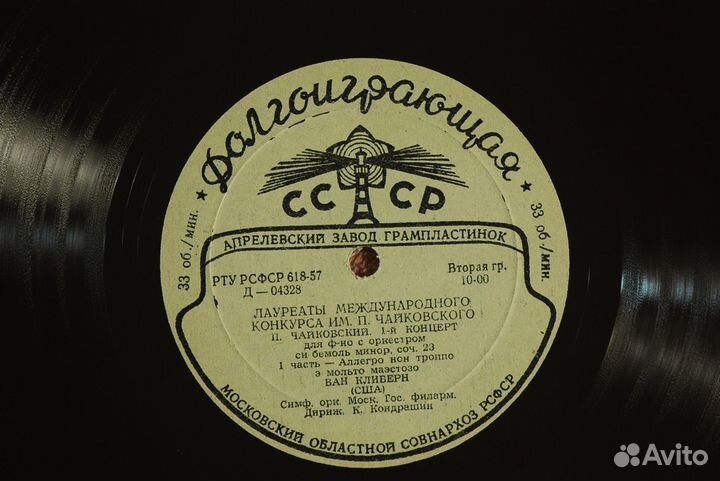 ★ Долгоиграющая ★
33 об./мин.
33 об./мин.
СССР
АПРЕЛЕВСКИЙ ЗАВОД ГРАМПЛАСТИНОК
РТУ РСФСР 618-57
Д—04328
Вторая гр.
10-00
ЛАУРЕАТЫ МЕЖДУНАРОДНОГО
КОНКУРСА ИМ. П. ЧАЙКОВСКОГО
П. ЧАЙКОВСКИЙ. 1-й КОНЦЕРТ
для ф-но с оркестром
си бемоль минор, соч. 23
1 часть — Аллегро нон троппо
э мольто маэстозо
ВАН КЛИБЕРН
(США)
Симф. орк. Моск. Гос. филарм.
Дириж. К. Кондрашин
МОСКОВСКИЙ ОБЛАСТНОЙ СОВНАРХОЗ РСФСР
Avito